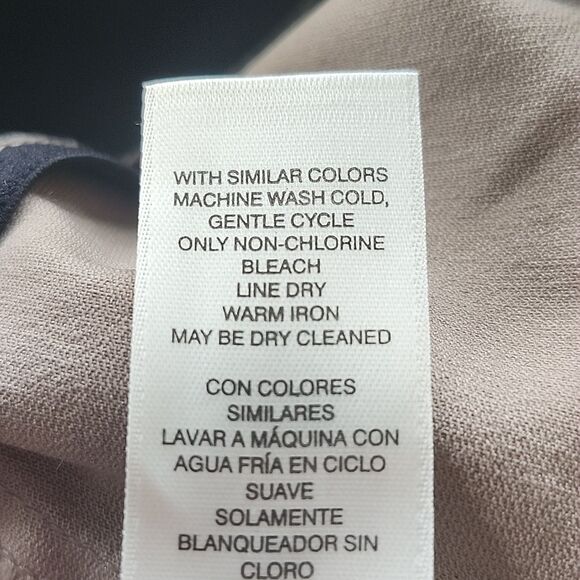 WITH SIMILAR COLORS
MACHINE WASH COLD,
GENTLE CYCLE
ONLY NON-CHLORINE
BLEACH
LINE DRY
WARM IRON
MAY BE DRY CLEANED
CON COLORES
SIMILARES
LAVAR A MÁQUINA CON
AGUA FRÍA EN CICLO
SUAVE
SOLAMENTE
BLANQUEADOR SIN
CLORO